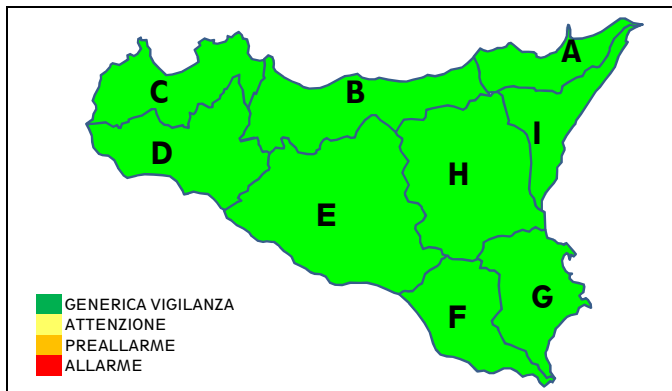 A
B
C
I
D
H
E
G
F
GENERICA VIGILANZA
ATTENZIONE
PREALLARME
ALLARME